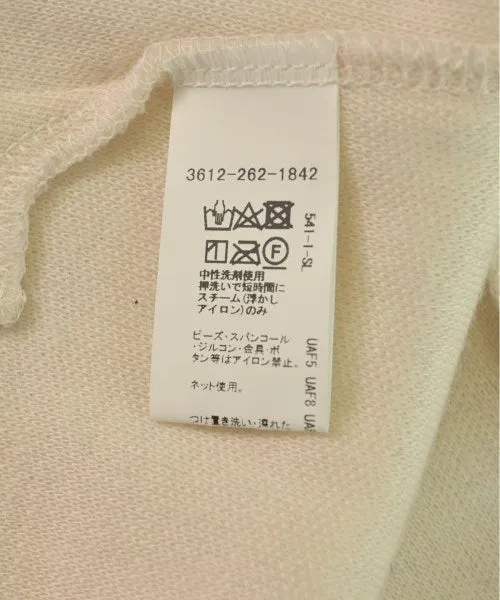 3612-262-1842
F
中性洗剤使用
押洗いで短時間に
スチーム(浮かし
アイロン)のみ
ビーズ・スパンコール
・ジルコン・金具・ボ
タン等はアイロン禁止。
ネット使用。
つけ置き洗い・濡れた
541-1-SL
UAF5 UAF8 UA